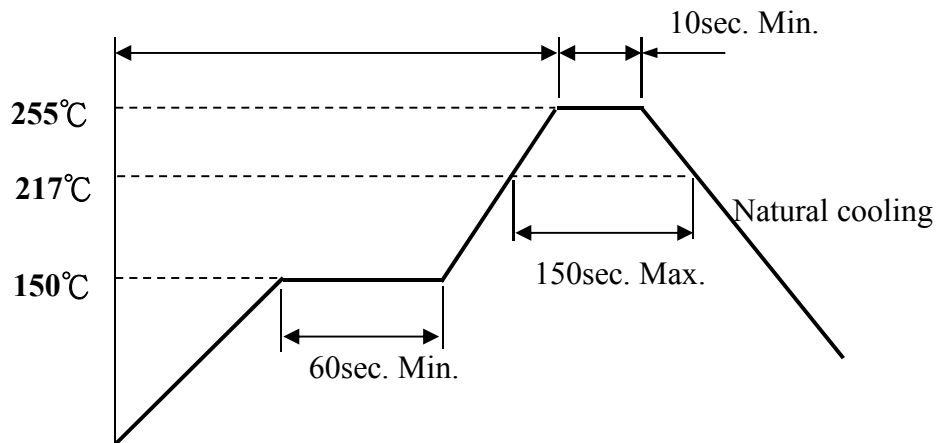 10sec. Min.
255℃
217℃
Natural cooling
150℃
150sec. Max.
60sec. Min.